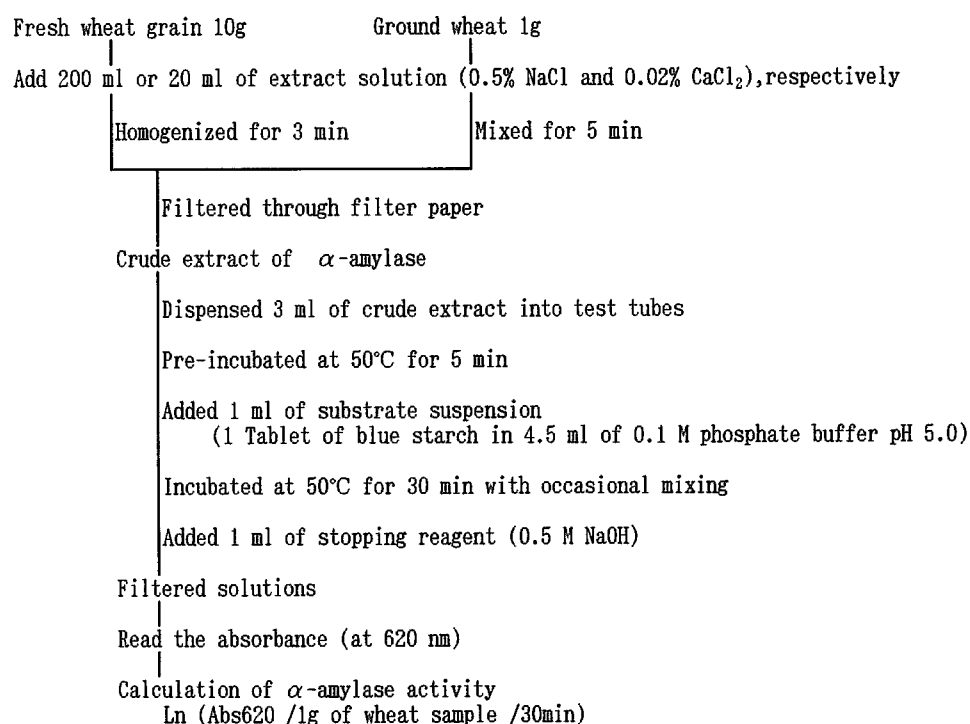 Fresh wheat grain 10g Ground wheat 1g
Add 200 ml or 20 ml of extract solution (0.5% NaCl and 0.02% CaCl₂),respectively
Homogenized for 3 min Mixed for 5 min
Filtered through filter paper
Crude extract of α-amylase
Dispensed 3 ml of crude extract into test tubes
Pre-incubated at 50°C for 5 min
Added 1 ml of substrate suspension
(1 Tablet of blue starch in 4.5 ml of 0.1 M phosphate buffer pH 5.0)
Incubated at 50°C for 30 min with occasional mixing
Added 1 ml of stopping reagent (0.5 M NaOH)
Filtered solutions
Read the absorbance (at 620 nm)
Calculation of α-amylase activity
Ln (Abs620 /1g of wheat sample /30min)